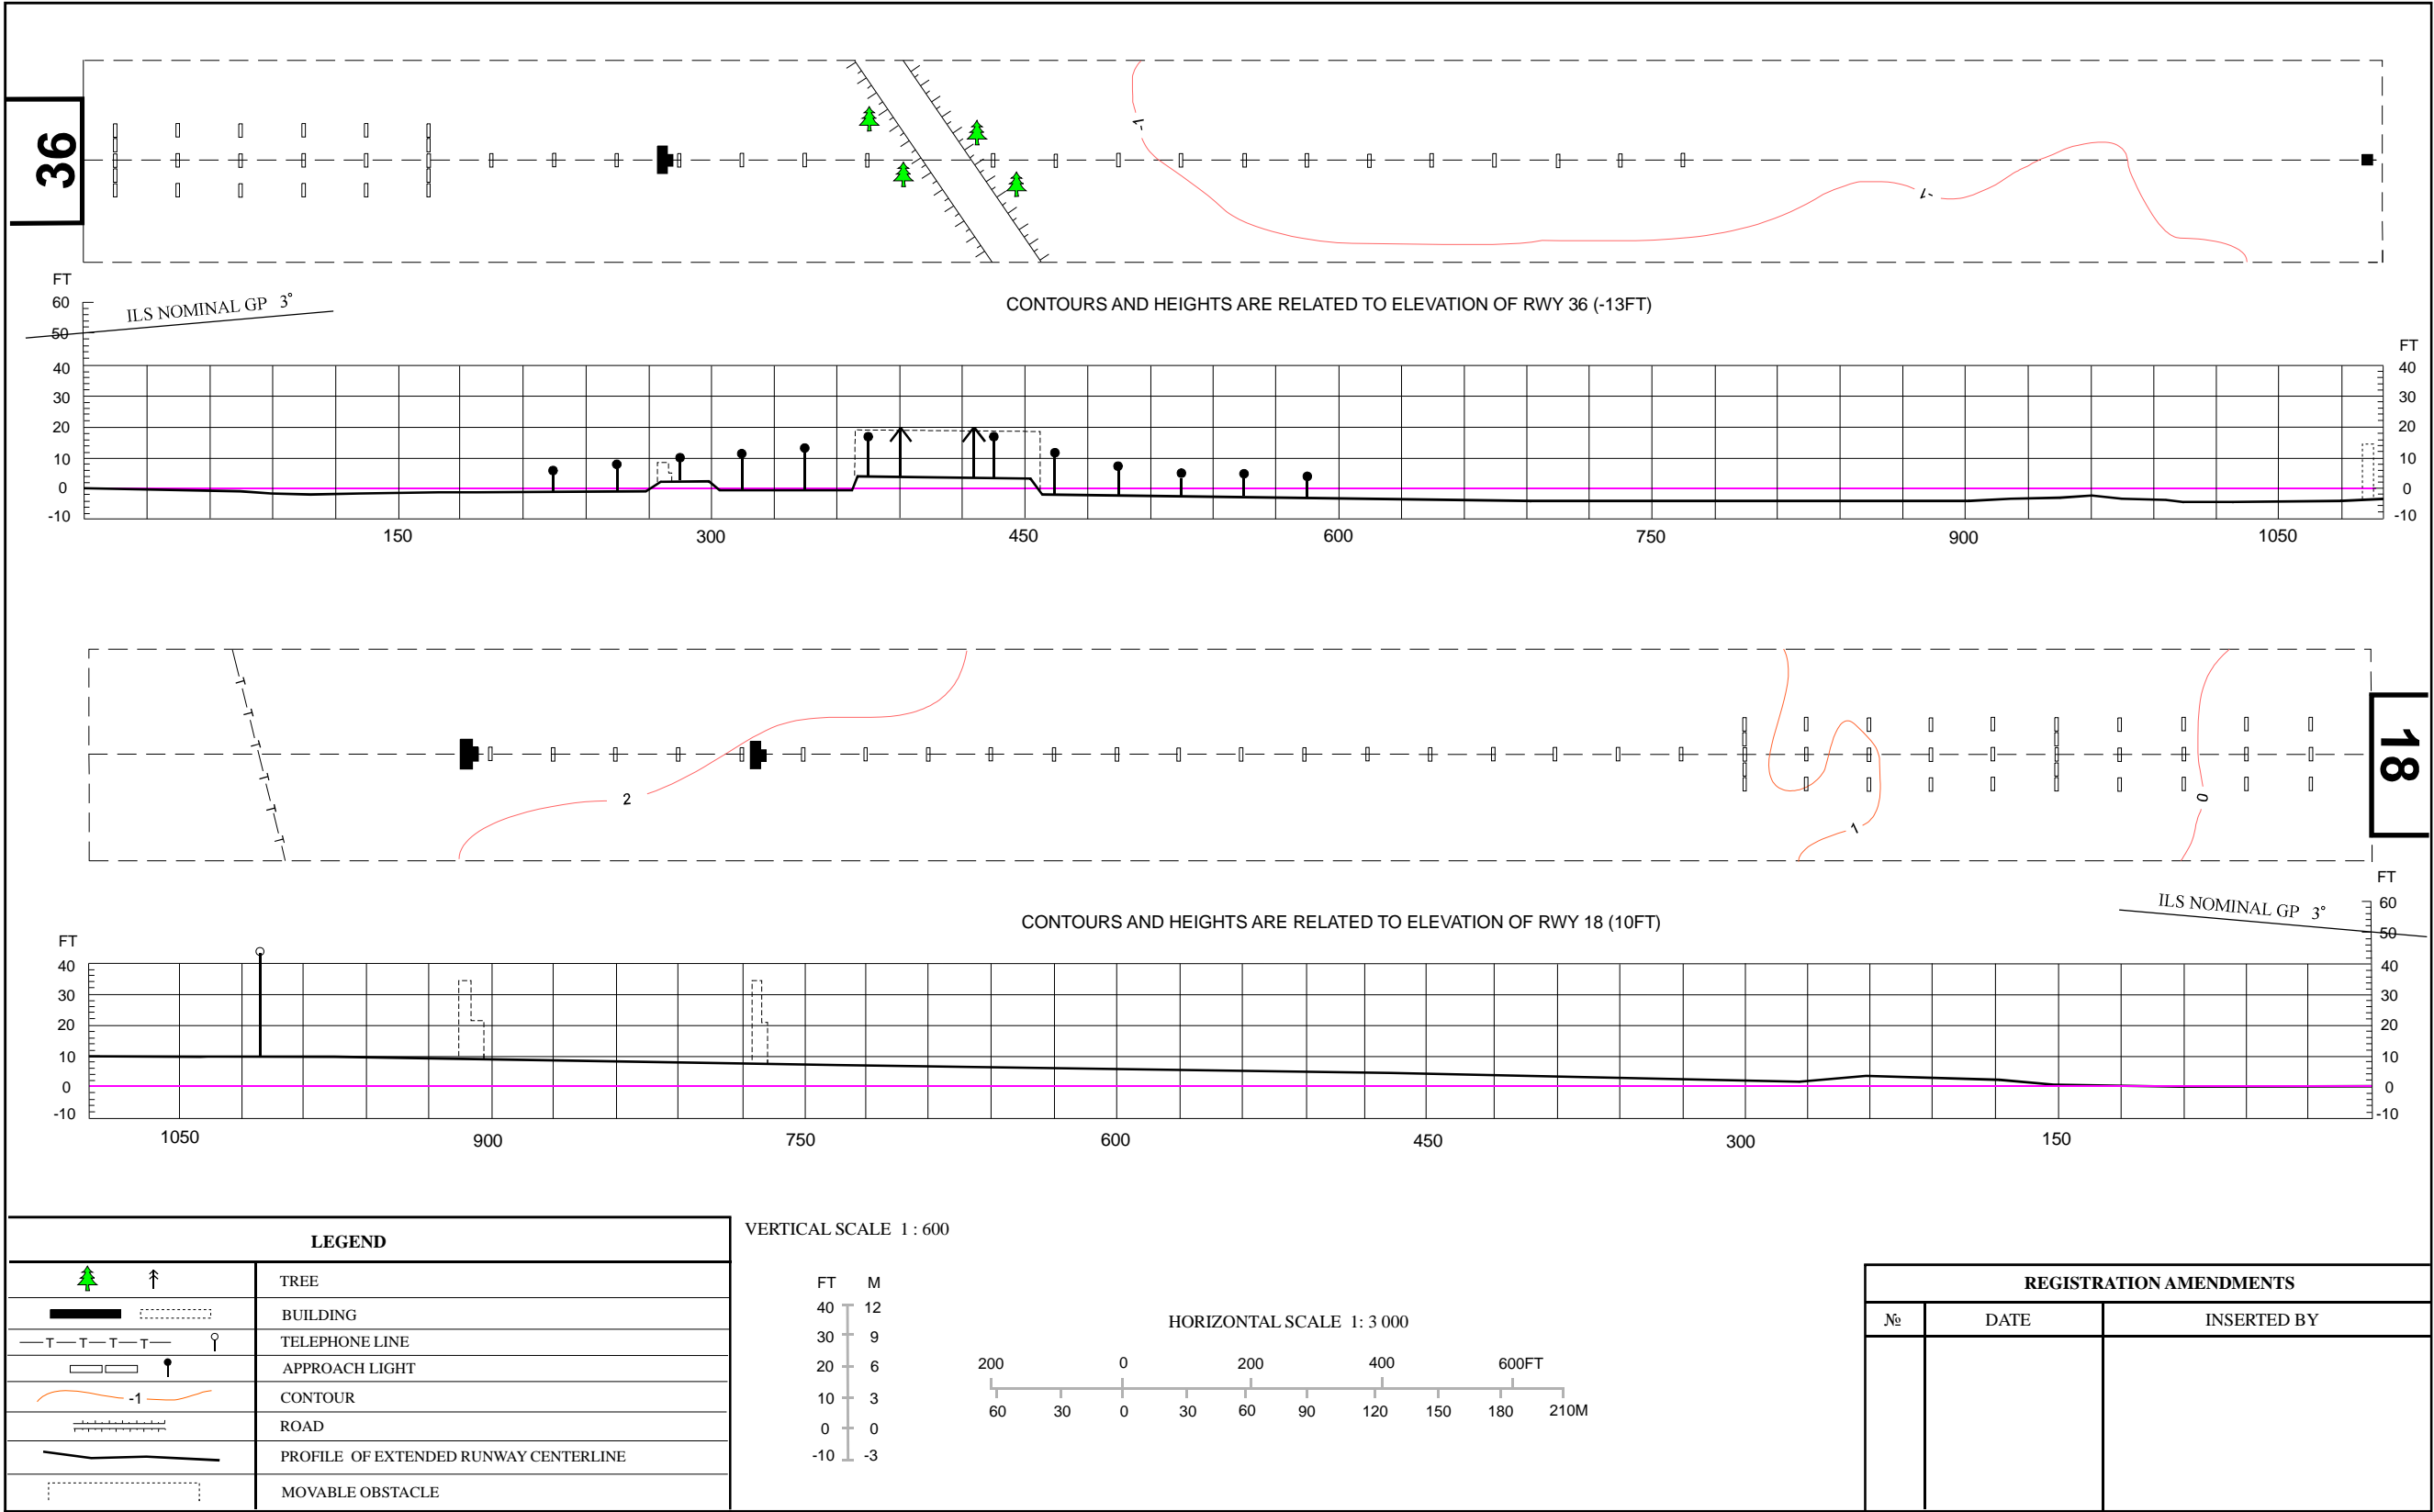 36
-1
-1
FT
60
50
40
30
20
10
0
-10
ILS NOMINAL GP 3°
CONTOURS AND HEIGHTS ARE RELATED TO ELEVATION OF RWY 36 (-13FT)
FT
40
30
20
10
0
-10
150 300 450 600 750 900 1050
T
T
T
T
T
T
2
1
0
18
CONTOURS AND HEIGHTS ARE RELATED TO ELEVATION OF RWY 18 (10FT)
ILS NOMINAL GP 3°
FT
60
50
40
30
20
10
0
-10
FT
40
30
20
10
0
-10
1050 900 750 600 450 300 150
LEGEND
TREE
BUILDING
T T T T TELEPHONE LINE
APPROACH LIGHT
-1 CONTOUR
ROAD
PROFILE OF EXTENDED RUNWAY CENTERLINE
MOVABLE OBSTACLE
VERTICAL SCALE 1 : 600
FT M
40 12
30 9
20 6
10 3
0 0
-10 -3
HORIZONTAL SCALE 1: 3 000
200 0 200 400 600FT
60 30 0 30 60 90 120 150 180 210M
REGISTRATION AMENDMENTS
№ DATE INSERTED BY